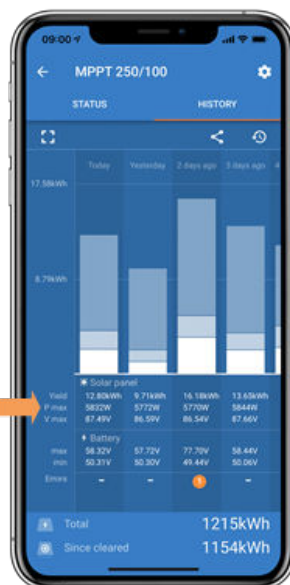 09:00
MPPT 250/100
STATUS HISTORY
Today Yesterday 2 days ago 3 days ago 4
17.58kWh
8.79kWh
Solar panel
Yield 12.80kWh 9.71kWh 16.18kWh 13.65kWh
P max 5832W 5772W 5770W 5844W
V max 87.49V 86.59V 86.54V 87.66V
Battery
max 58.32V 57.72V 77.70V 58.44V
min 50.31V 50.30V 49.44V 50.06V
Errors - - 1 -
Total 1215kWh
Since cleared 1154kWh